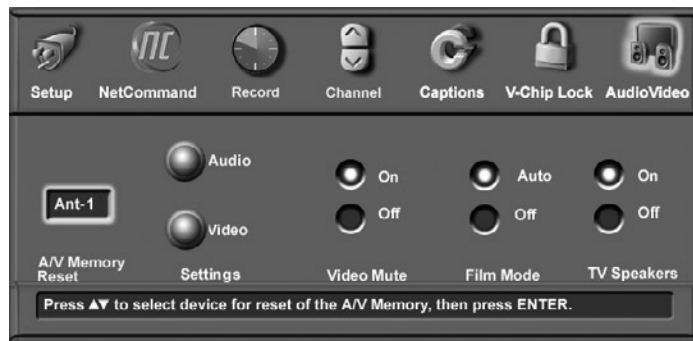 NC
Setup NetCommand Record Channel Captions V-Chip Lock AudioVideo
Audio
On Auto On
Ant-1
Off Off Off
Video
A/V Memory
Reset Settings Video Mute Film Mode TV Speakers
Press ▲▼ to select device for reset of the A/V Memory, then press ENTER.